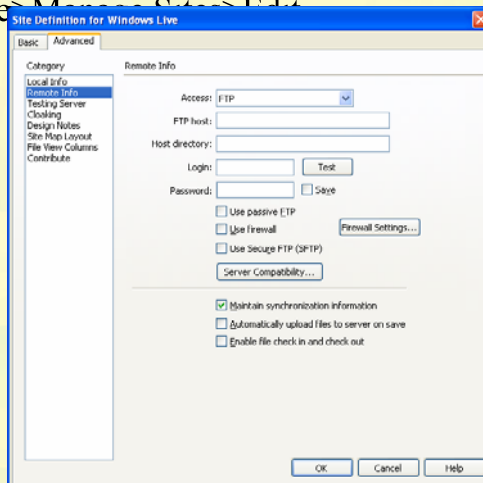 e> Manage Sites> Edit
Site Definition for Windows Live
Basic Advanced
Category
Local Info
Remote Info
Testing Server
Cloaking
Design Notes
Site Map Layout
File View Columns
Contribute
Remote Info
Access: FTP
FTP host:
Host directory:
Login: Test
Password: Save
Use passive FTP
Use firewall Firewall Settings...
Use Secure FTP (SFTP)
Server Compatibility...
Maintain synchronization information
Automatically upload files to server on save
Enable file check in and check out
OK Cancel Help